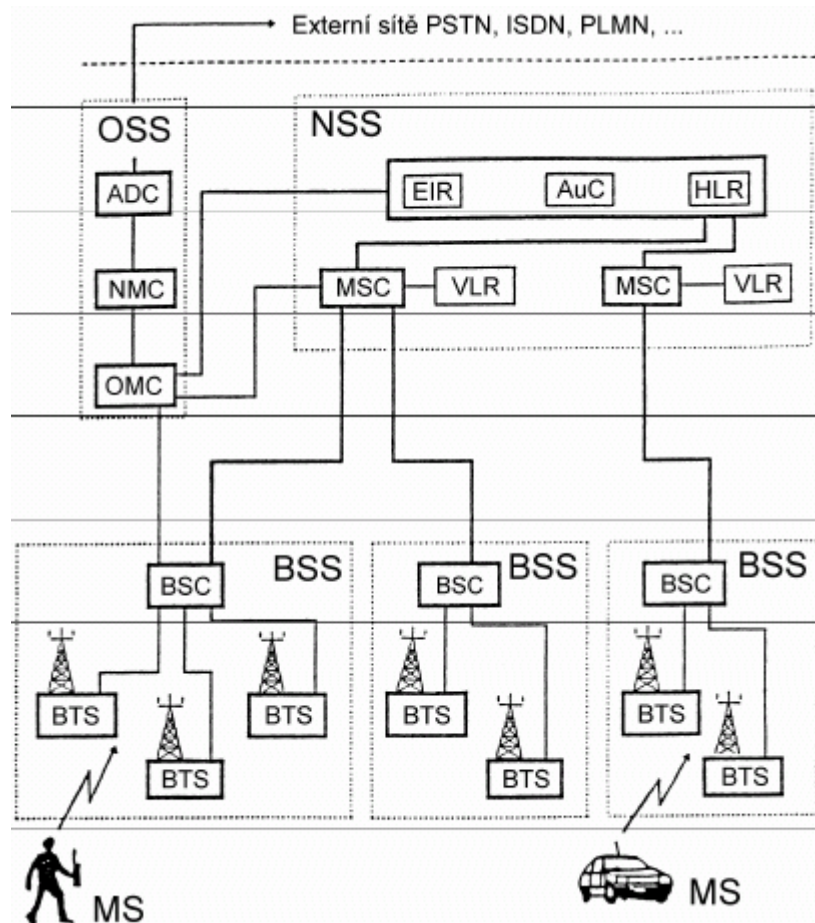 Externí sítě PSTN, ISDN, PLMN, ...
OSS
NSS
ADC
EIR
AuC
HLR
NMC
MSC
VLR
MSC
VLR
OMC
BSC
BSS
BSC
BSS
BSC
BSS
BTS
BTS
BTS
BTS
BTS
BTS
BTS
MS
MS